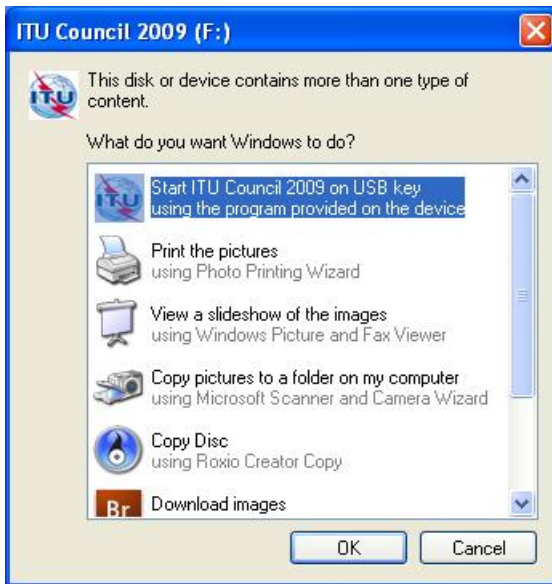 ITU Council 2009 (F:)
This disk or device contains more than one type of
content.
What do you want Windows to do?
ITU
Start ITU Council 2009 on USB key
using the program provided on the device
ITU
Print the pictures
using Photo Printing Wizard
View a slideshow of the images
using Windows Picture and Fax Viewer
Copy pictures to a folder on my computer
using Microsoft Scanner and Camera Wizard
Copy Disc
using Roxio Creator Copy
Br
Download images
OK
Cancel